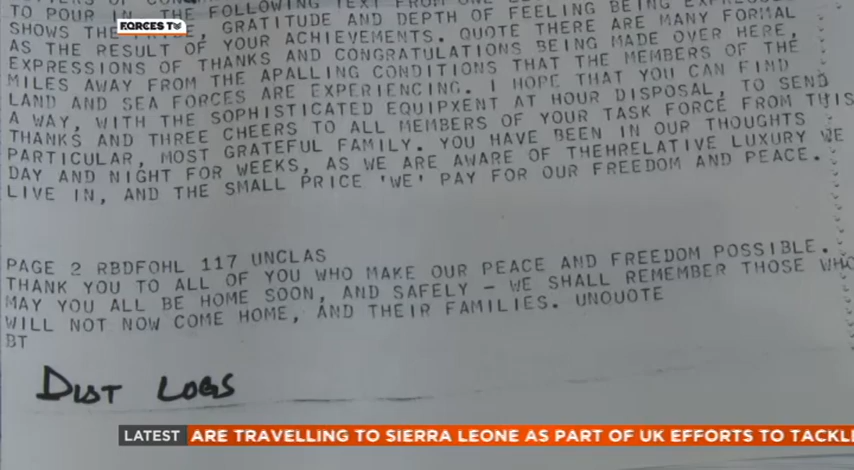 FORCES TV
TO POUR IN. THE FOLLOWING TEXT FROM ONE
SHOWS THE GRATITUDE AND DEPTH OF FEELING BEING
AS THE RESULT OF YOUR ACHIEVEMENTS. QUOTE THERE ARE MANY FORMAL
EXPRESSIONS OF THANKS AND CONGRATULATIONS BEING MADE OVER HERE,
MILES AWAY FROM THE APALLING CONDITIONS THAT THE MEMBERS OF THE
LAND AND SEA FORCES ARE EXPERIENCING. I HOPE THAT YOU CAN FIND
A WAY, WITH THE SOPHISTICATED EQUIPXENT AT HOUR DISPOSAL, TO SEND
THANKS AND THREE CHEERS TO ALL MEMBERS OF YOUR TASK FORCE FROM THIS
PARTICULAR, MOST GRATEFUL FAMILY. YOU HAVE BEEN IN OUR THOUGHTS
DAY AND NIGHT FOR WEEKS, AS WE ARE AWARE OF THEHRELATIVE LUXURY WE
LIVE IN, AND THE SMALL PRICE 'WE' PAY FOR OUR FREEDOM AND PEACE.
PAGE 2 RBDFOHL 117 UNCLAS
THANK YOU TO ALL OF YOU WHO MAKE OUR PEACE AND FREEDOM POSSIBLE.
MAY YOU ALL BE HOME SOON, AND SAFELY - WE SHALL REMEMBER THOSE WHO
WILL NOT NOW COME HOME, AND THEIR FAMILIES. UNQUOTE
BT
DIST LOGS
LATEST ARE TRAVELLING TO SIERRA LEONE AS PART OF UK EFFORTS TO TACKLE